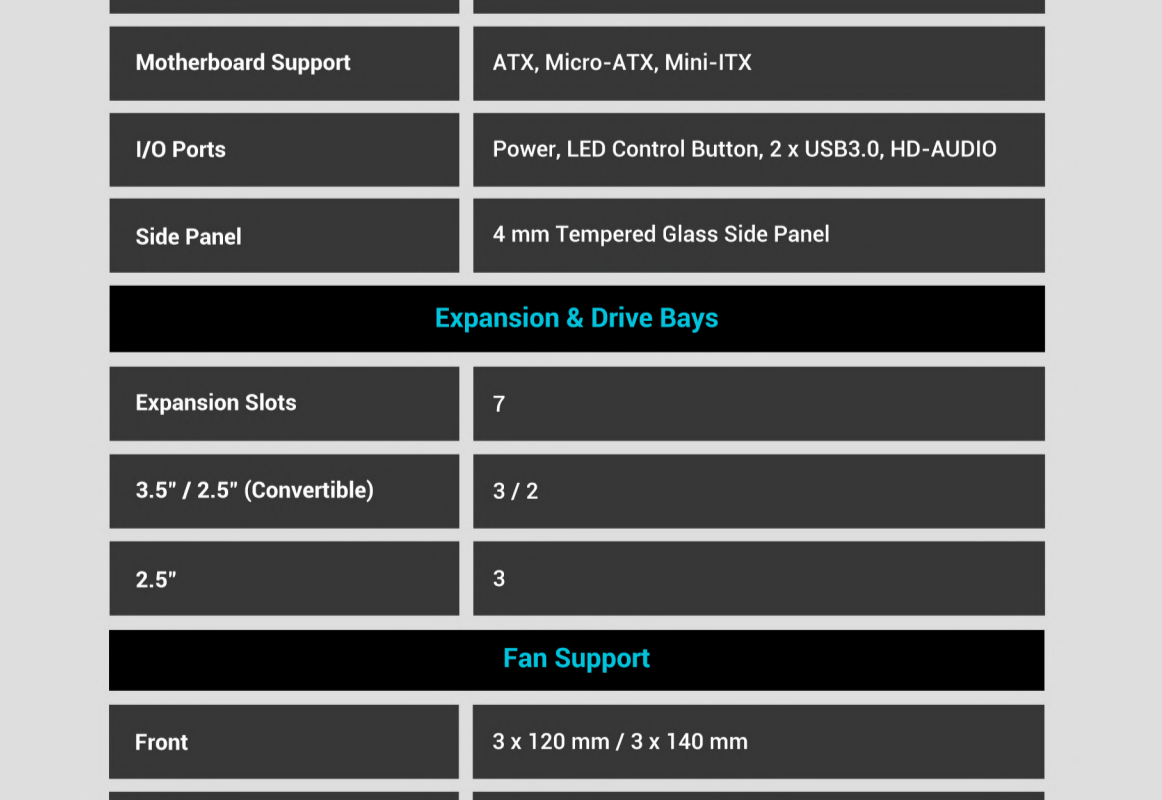 Motherboard Support
ATX, Micro-ATX, Mini-ITX
I/O Ports
Power, LED Control Button, 2 x USB3.0, HD-AUDIO
Side Panel
4 mm Tempered Glass Side Panel
Expansion & Drive Bays
Expansion Slots
7
3.5" / 2.5" (Convertible)
3 / 2
2.5"
3
Fan Support
Front
3 x 120 mm / 3 x 140 mm